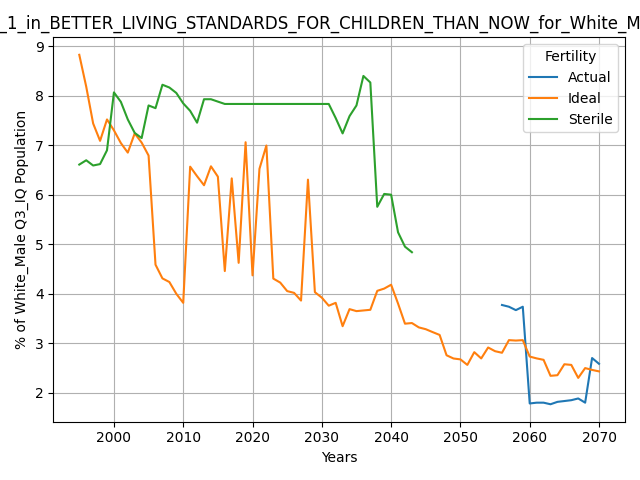 _1_in_BETTER_LIVING_STANDARDS_FOR_CHILDREN_THAN_NOW_for_White_M
Fertility
Actual
Ideal
Sterile
% of White_Male Q3_IQ Population
9
8
7
6
5
4
3
2
2000
2010
2020
2030
2040
2050
2060
2070
Years